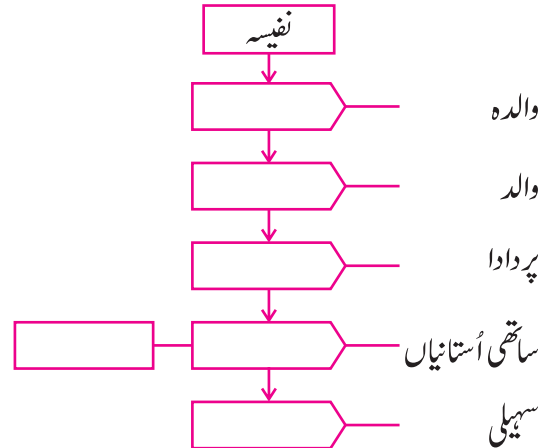 نفیسہ
والدہ
والد
پردادا
ساتھی اُستانیاں
سہیلی